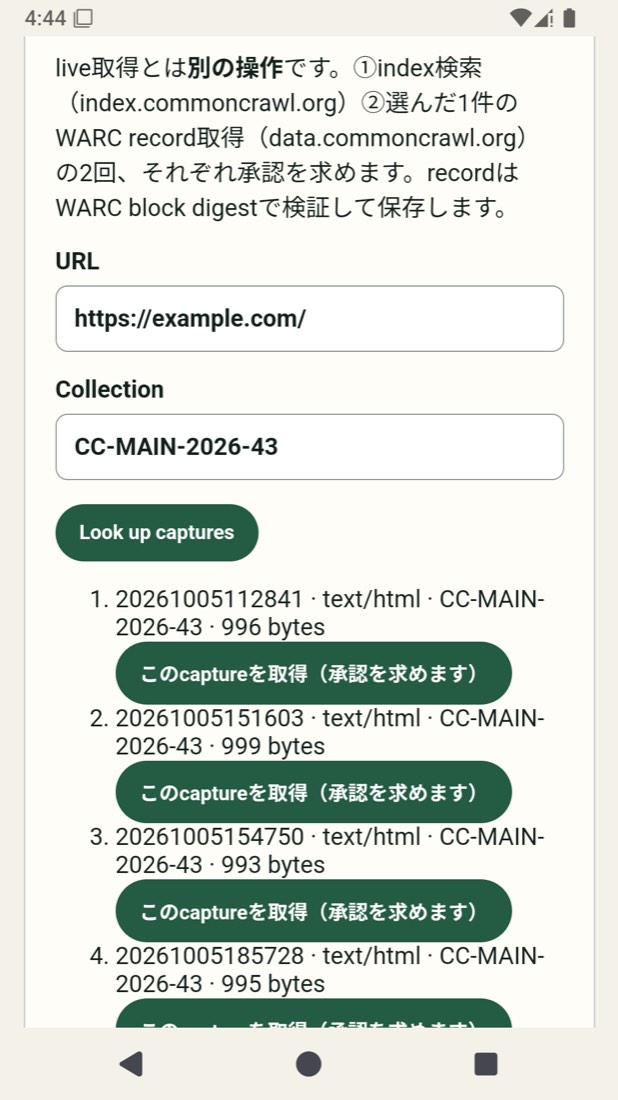 4:44
live取得とは別の操作です。①index検索
（index.commoncrawl.org）②選んだ1件の
WARC record取得（data.commoncrawl.org）
の2回、それぞれ承認を求めます。recordは
WARC block digestで検証して保存します。
URL
https://example.com/
Collection
CC-MAIN-2026-43
Look up captures
1. 20261005112841 · text/html · CC-MAIN-
2026-43 · 996 bytes
このcaptureを取得（承認を求めます）
2. 20261005151603 · text/html · CC-MAIN-
2026-43 · 999 bytes
このcaptureを取得（承認を求めます）
3. 20261005154750 · text/html · CC-MAIN-
2026-43 · 993 bytes
このcaptureを取得（承認を求めます）
4. 20261005185728 · text/html · CC-MAIN-
2026-43 · 995 bytes